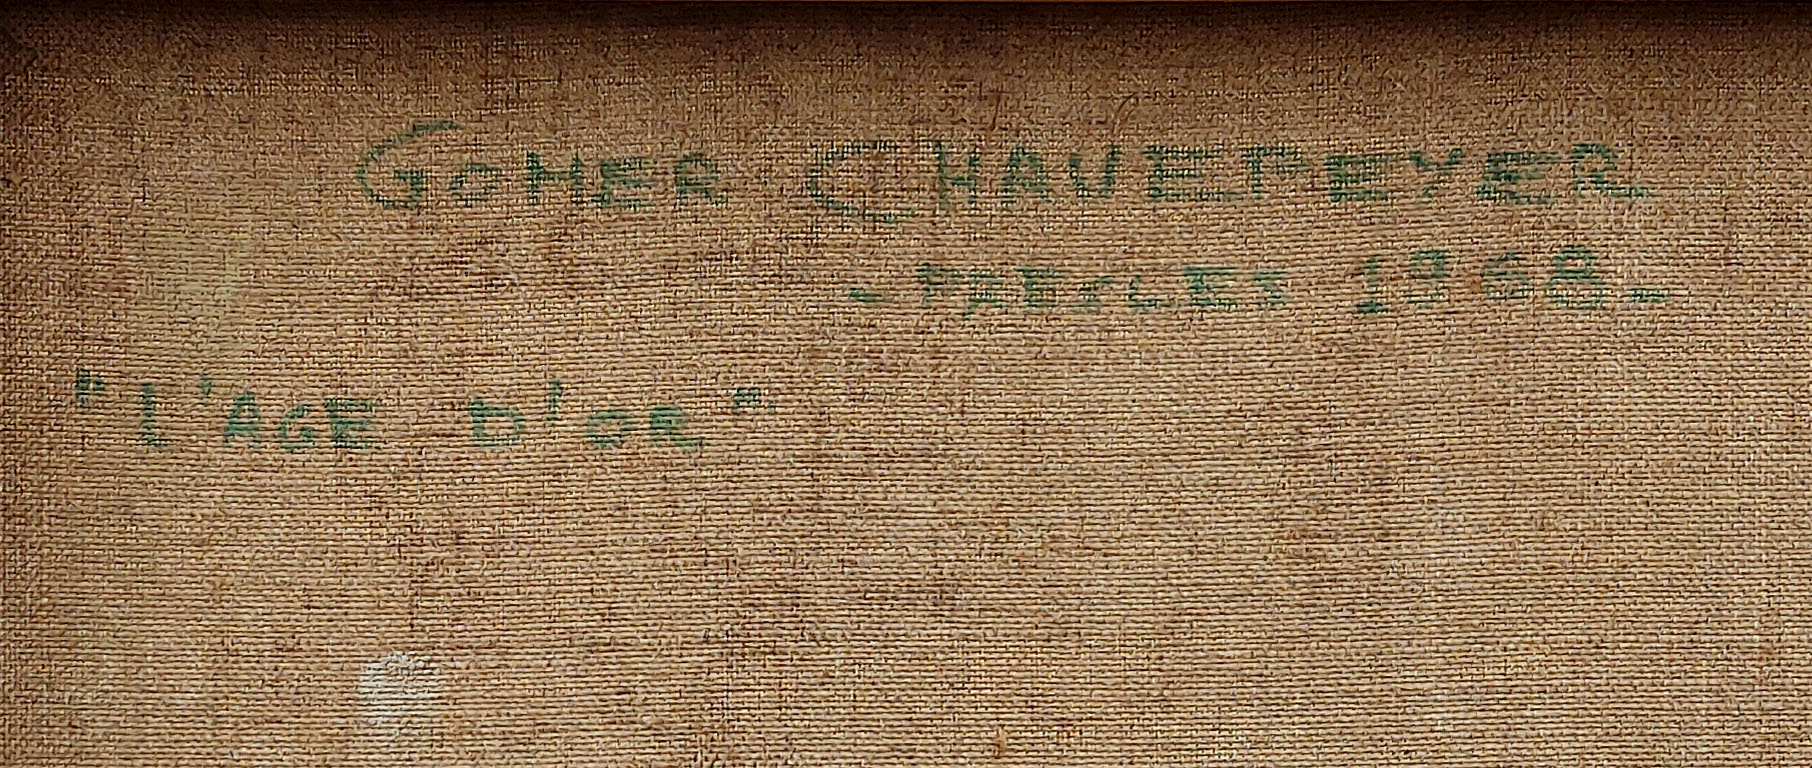 GOMER CHAVEPEYER
- PRESLES 1968-
"L'AGE D'OR"